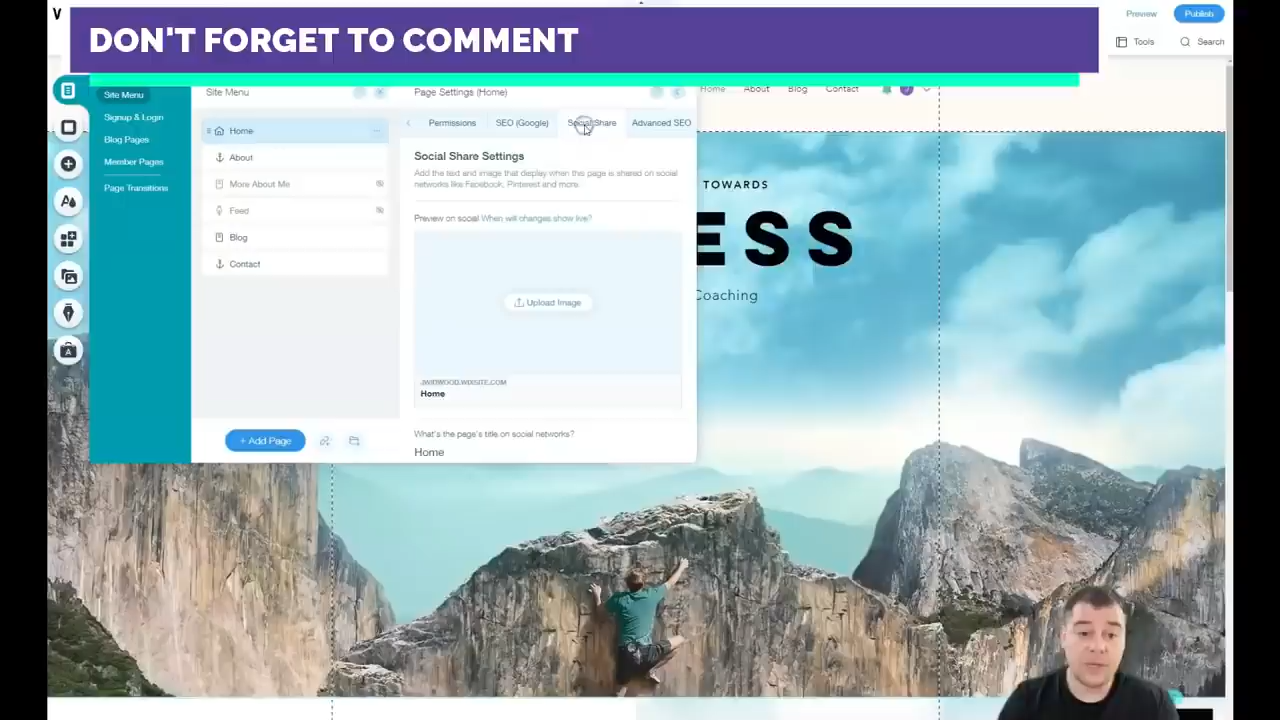 DON'T FORGET TO COMMENT
Preview
Publish
Tools
Search
Site Menu
Signup & Login
Blog Pages
Member Pages
Page Transitions
Site Menu
Home
About
More About Me
Feed
Blog
Contact
+ Add Page
Page Settings (Home)
Permissions
SEO (Google)
Social Share
Advanced SEO
Social Share Settings
Add the text and image that display when this page is shared on social
networks like Facebook, Pinterest and more.
Preview on social When will changes show live?
Upload Image
Home
What's the page's title on social networks?
Home
Home About Blog Contact
TOWARDS
ESS
Coaching